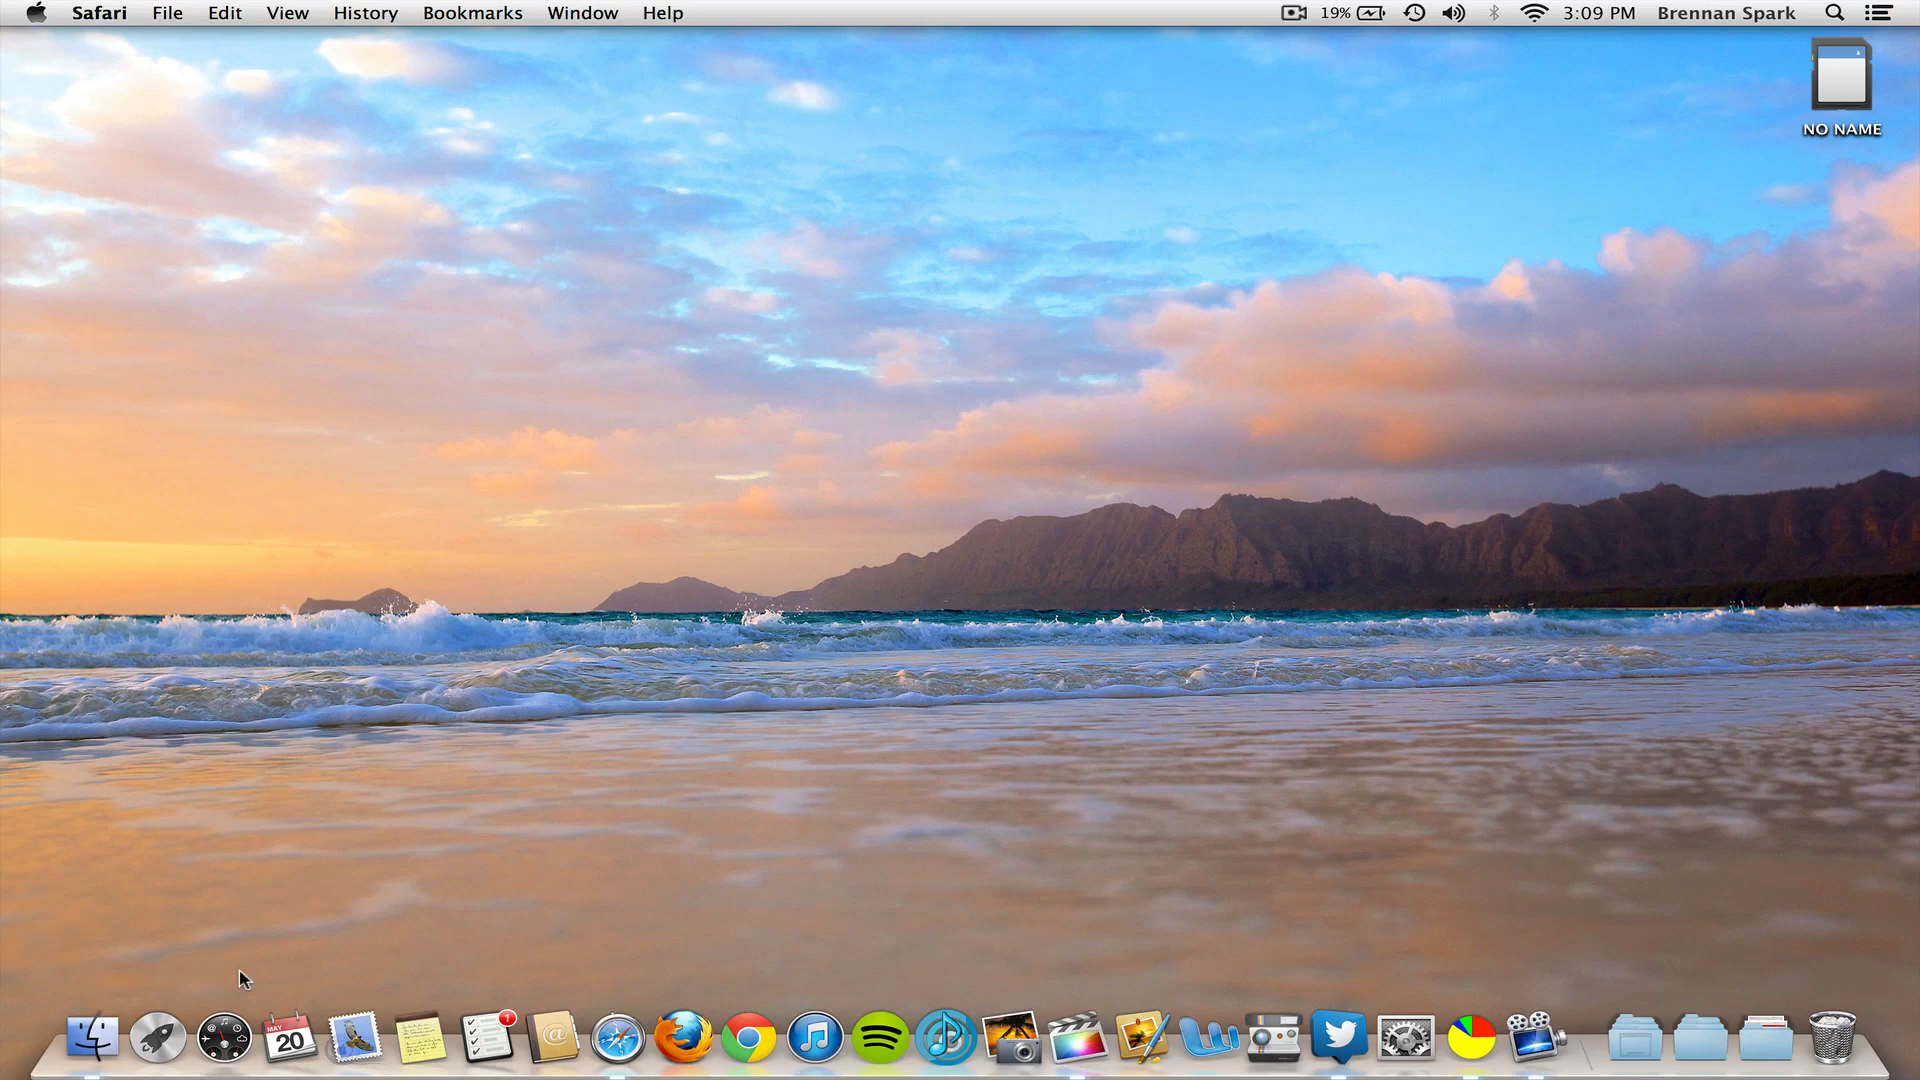 Safari File Edit View History Bookmarks Window Help 19% 3:09 PM Brennan Spark
NO NAME
1
MAY
20
@